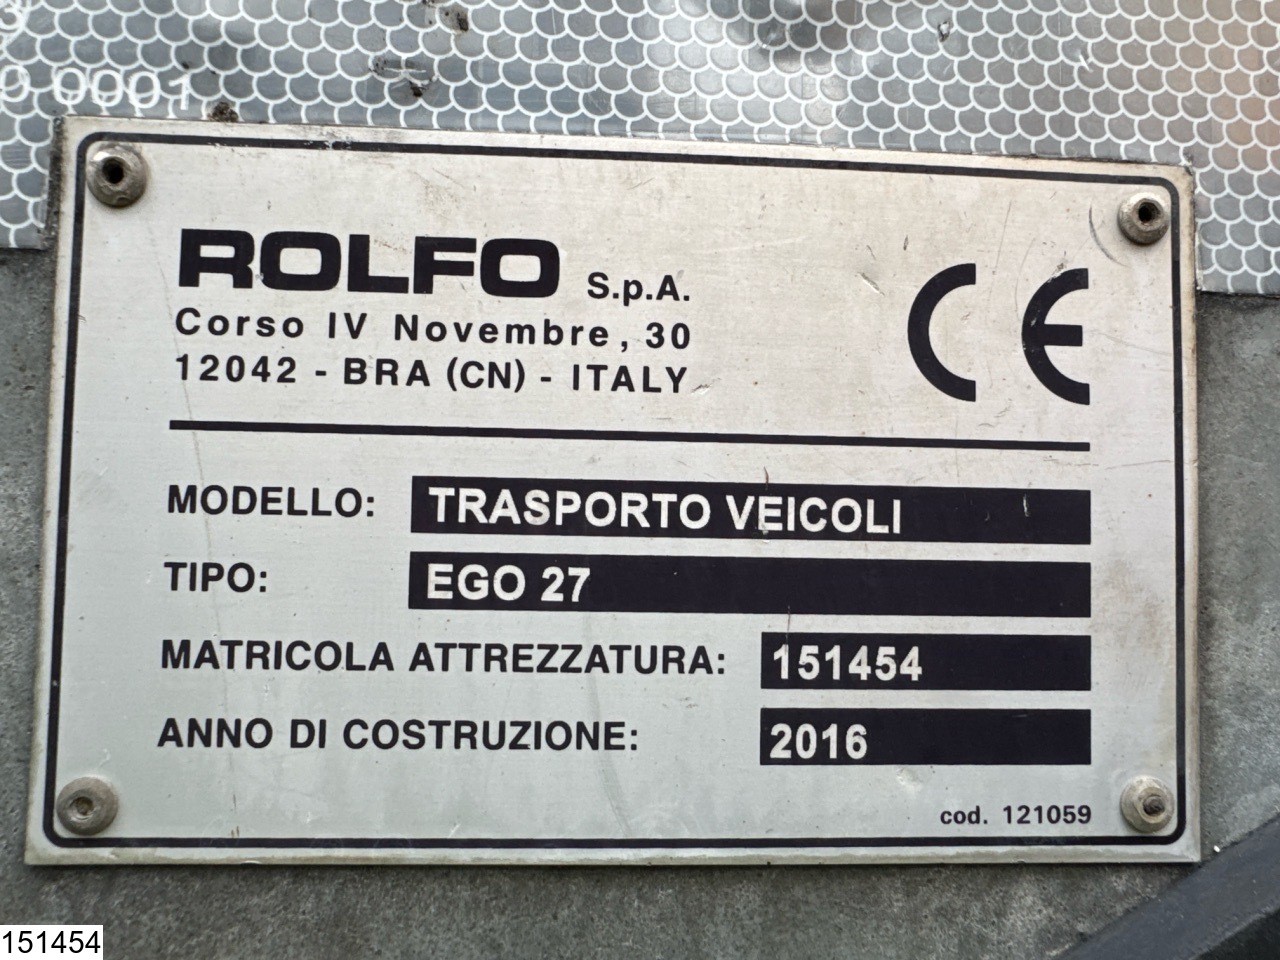 0001
ROLFO S.p.A.
Corso IV Novembre, 30
12042 - BRA (CN) - ITALY
CE
MODELLO: TRASPORTO VEICOLI
TIPO: EGO 27
MATRICOLA ATTREZZATURA: 151454
ANNO DI COSTRUZIONE: 2016
cod. 121059
151454